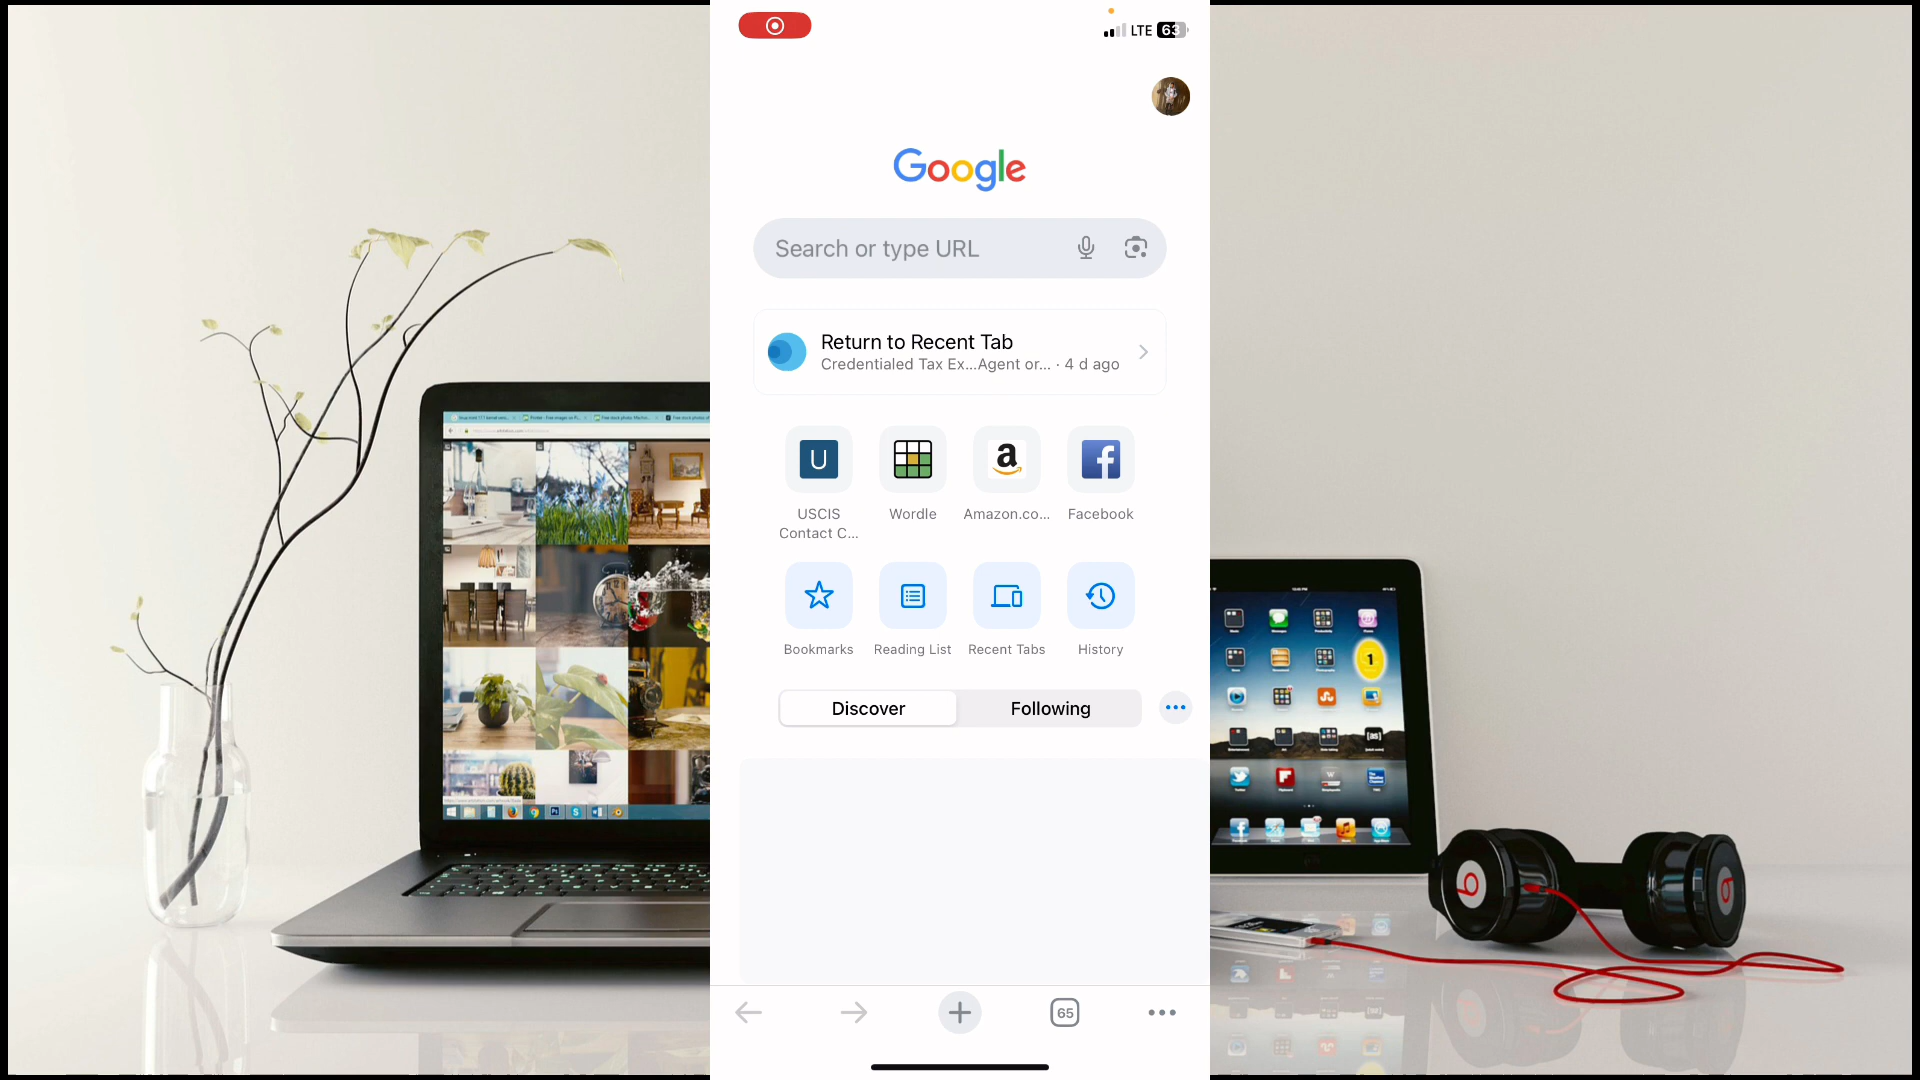 LTE 63
Google
Search or type URL
Return to Recent Tab
Credentialed Tax Ex...Agent or... · 4 d ago
U
a
f
USCIS
Contact C...
Wordle
Amazon.co...
Facebook
Bookmarks
Reading List
Recent Tabs
History
Discover
Following
65
1